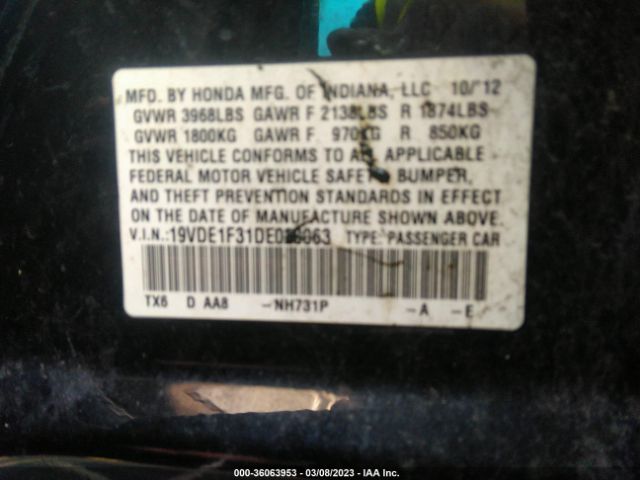 MFD. BY HONDA MFG. OF INDIANA, LLC 10/'12
GVWR 3968LBS GAWR F 2138LBS R 1874LBS
GVWR 1800KG GAWR F 970KG R 850KG
THIS VEHICLE CONFORMS TO ALL APPLICABLE
FEDERAL MOTOR VEHICLE SAFETY, BUMPER,
AND THEFT PREVENTION STANDARDS IN EFFECT
ON THE DATE OF MANUFACTURE SHOWN ABOVE.
V.I.N.: TYPE: PASSENGER CAR
TX6 D AA8 -NH731P -A -E
000-36063953 - 03/08/2023 - IAA Inc.